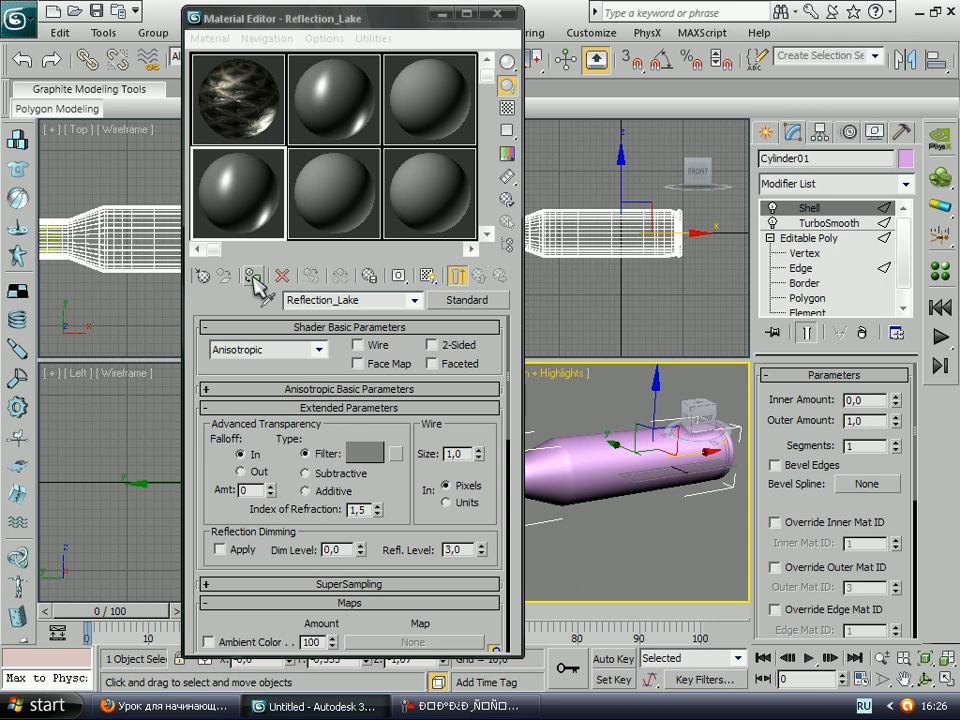 Material Editor - Reflection_Lake
Type a keyword or phrase
Edit Tools Group
Customize PhysX MAXScript Help
Material Navigation Options Utilities
Create Selection Se
Graphite Modeling Tools
Polygon Modeling
[ + ] [ Top ] [ Wireframe ]
FRONT
Cylinder01
Modifier List
Shell
TurboSmooth
Editable Poly
Vertex
Edge
Border
Polygon
Element
Reflection_Lake Standard
Shader Basic Parameters
Anisotropic Wire 2-Sided
Face Map Faceted
Anisotropic Basic Parameters
Extended Parameters
Advanced Transparency Wire
Falloff: Type:
In Filter: Size: 1,0
Out Subtractive In: Pixels
Amt: 0 Additive Units
Index of Refraction: 1,5
Reflection Dimming
Apply Dim Level: 0,0 Refl. Level: 3,0
SuperSampling
Maps
Amount Map
Ambient Color . . . 100 None
[ + ] [ Left ] [ Wireframe ]
n + Highlights ]
Parameters
Inner Amount: 0,0
Outer Amount: 1,0
Segments: 1
Bevel Edges
Bevel Spline: None
Override Inner Mat ID
Inner Mat ID: 1
Override Outer Mat ID
Outer Mat ID: 3
Override Edge Mat ID
Edge Mat ID: 1
0 / 100
0 10 80 90 100
1 Object Selec
X: -0,0 Y: -0,555 Z: -1,07 Grid = 10,0
Auto Key Selected
Max to Physc:
Click and drag to select and move objects
Add Time Tag
Set Key Key Filters...
0
start
Урок для начинающ...
Untitled - Autodesk 3...
RU
16:26